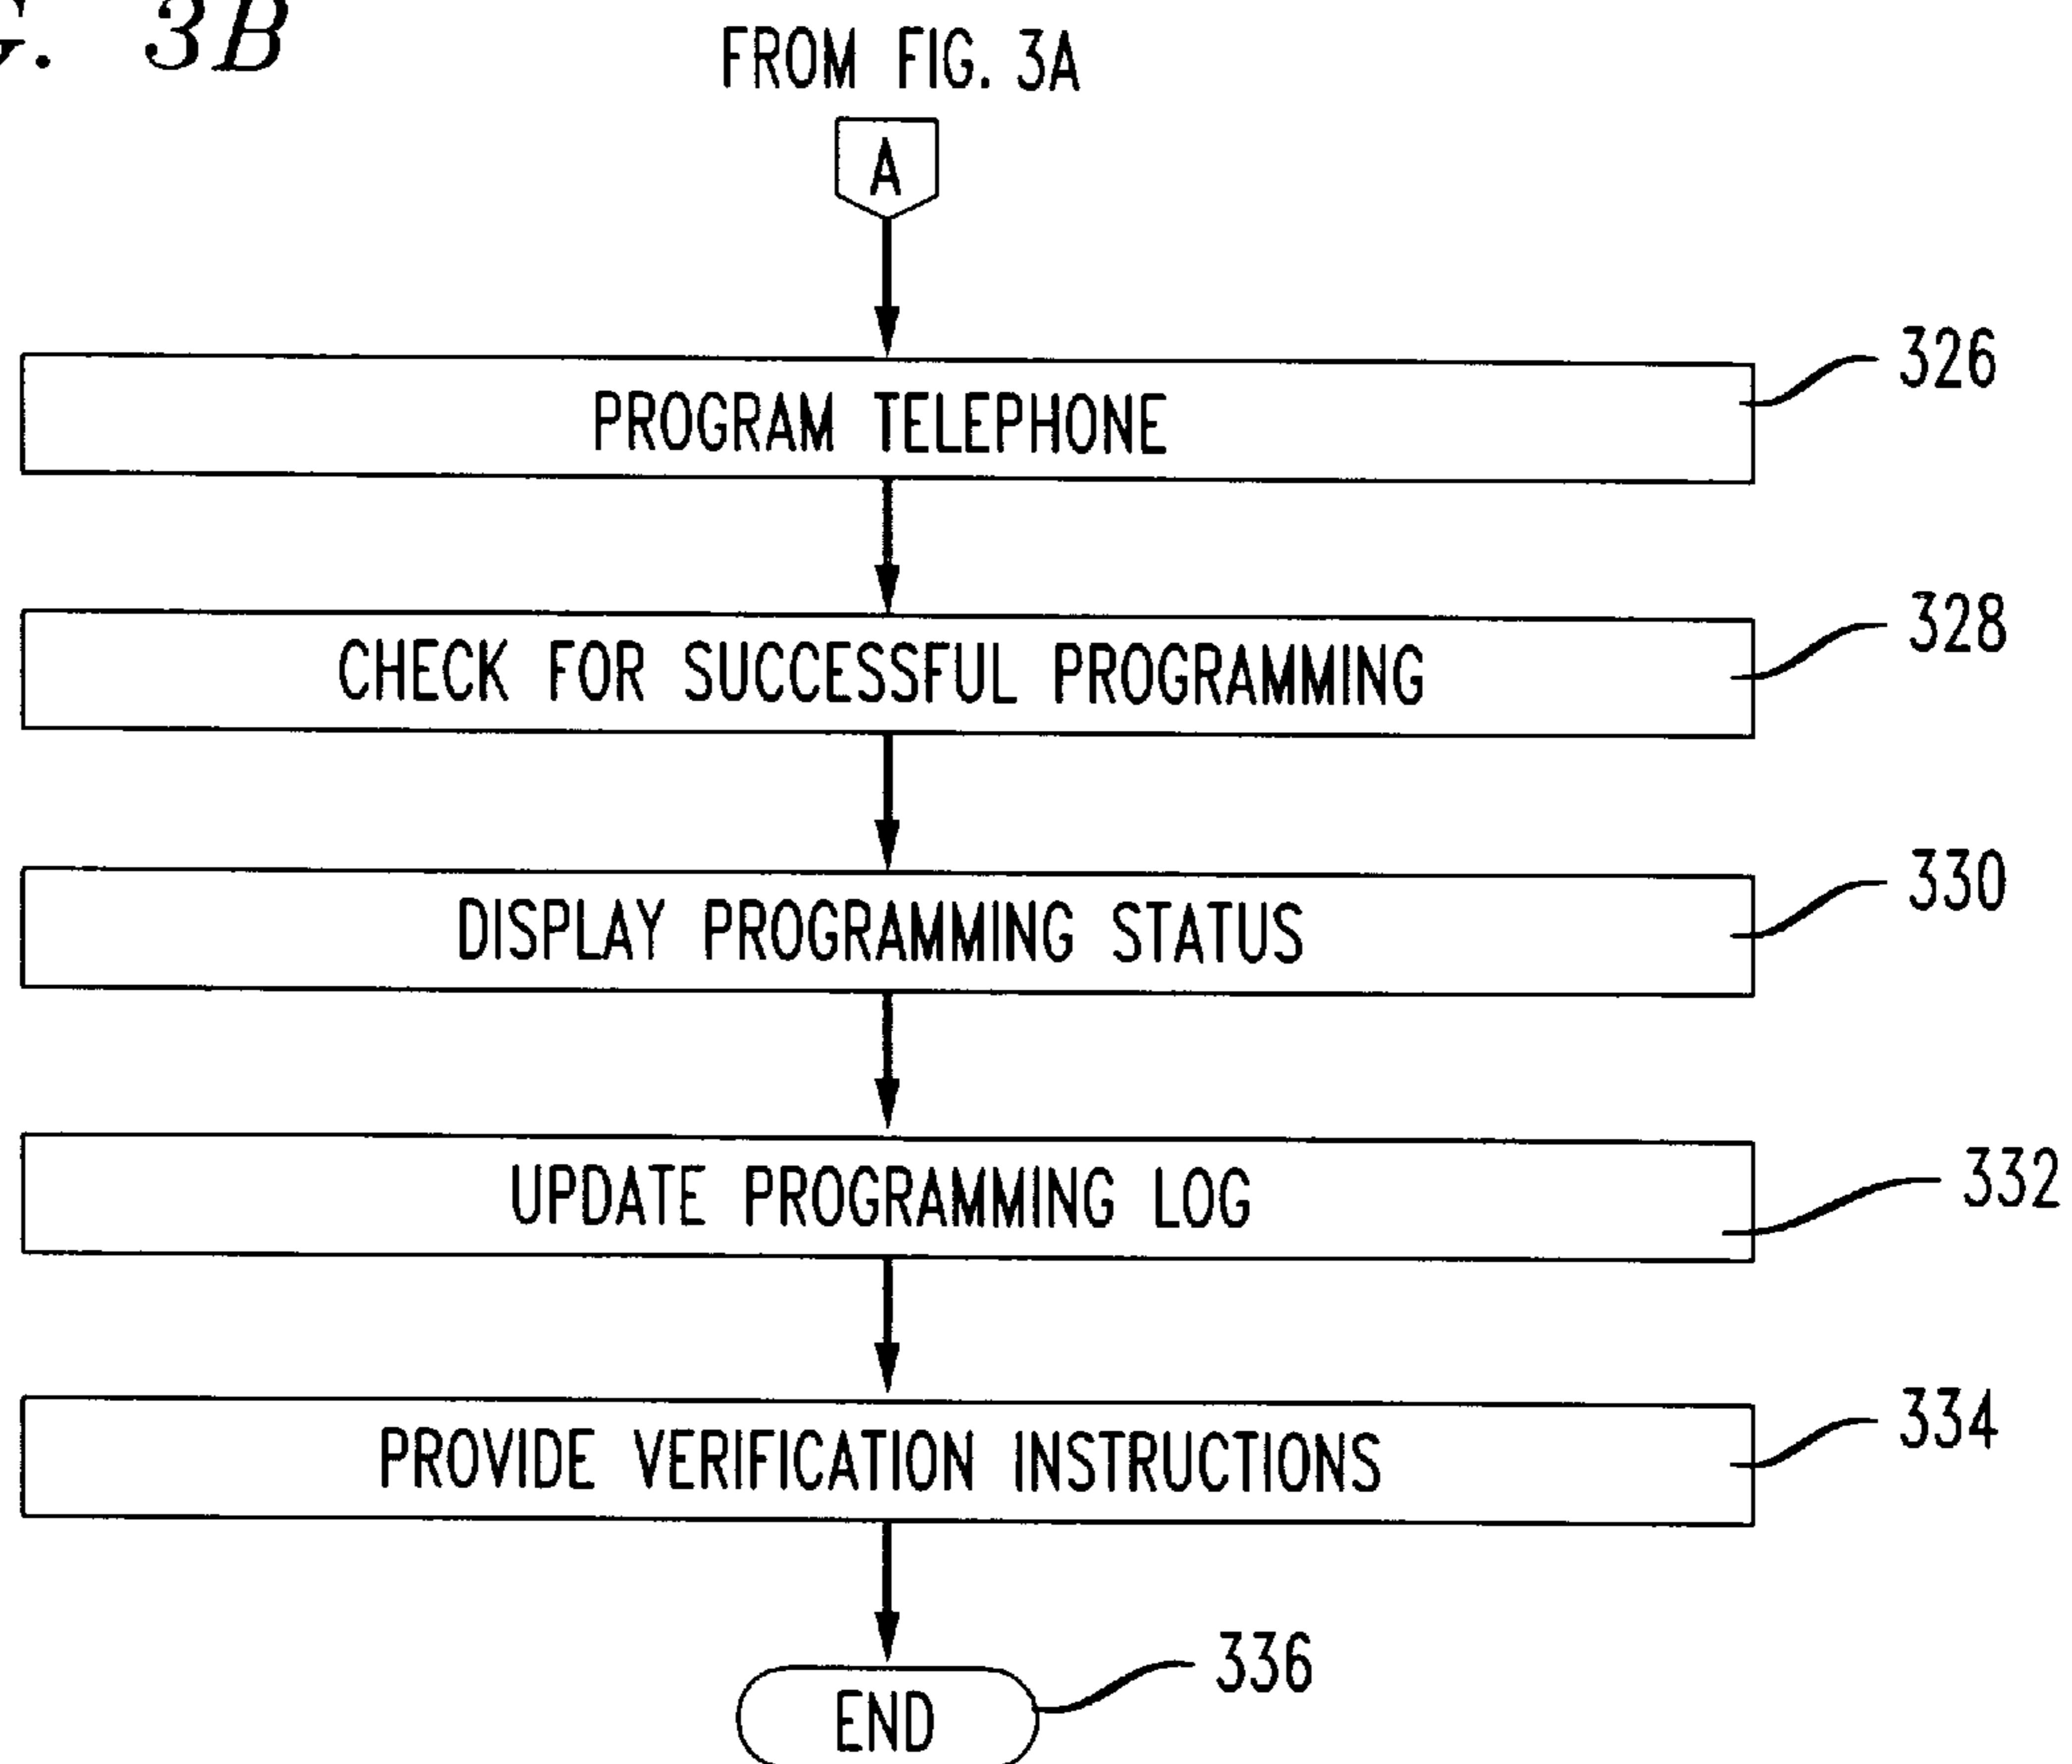 . 3B
FROM FIG. 3A
A
PROGRAM TELEPHONE
326
CHECK FOR SUCCESSFUL PROGRAMMING
328
DISPLAY PROGRAMMING STATUS
330
UPDATE PROGRAMMING LOG
332
PROVIDE VERIFICATION INSTRUCTIONS
334
END
336